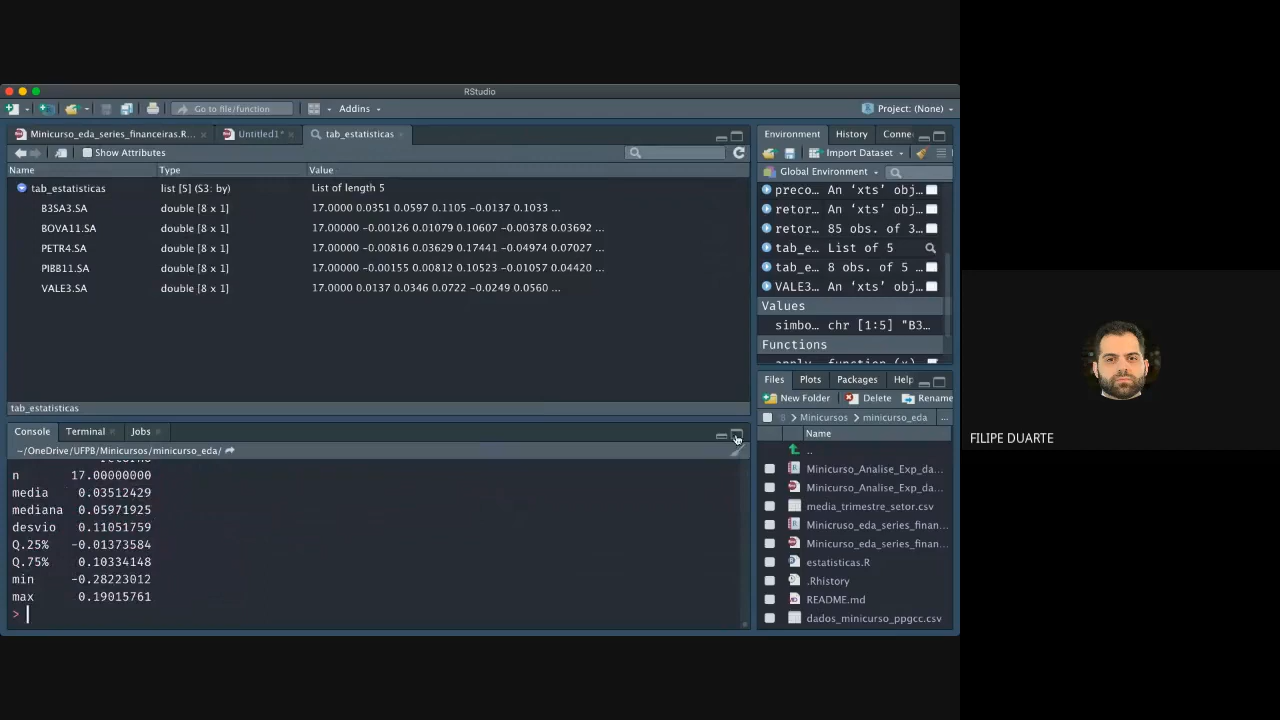 RStudio
Go to file/function
Addins
Project: (None)
Minicurso_eda_series_financeiras.R...
Untitled1*
tab_estatisticas
Show Attributes
Name Type Value
tab_estatisticas list [5] (S3: by) List of length 5
B3SA3.SA double [8 x 1] 17.0000 0.0351 0.0597 0.1105 -0.0137 0.1033 ...
BOVA11.SA double [8 x 1] 17.00000 -0.00126 0.01079 0.10607 -0.00378 0.03692 ...
PETR4.SA double [8 x 1] 17.00000 -0.00816 0.03629 0.17441 -0.04974 0.07027 ...
PIBB11.SA double [8 x 1] 17.00000 -0.00155 0.00812 0.10523 -0.01057 0.04420 ...
VALE3.SA double [8 x 1] 17.0000 0.0137 0.0346 0.0722 -0.0249 0.0560 ...
tab_estatisticas
Console Terminal Jobs
~/OneDrive/UFPB/Minicursos/minicurso_eda/
n 17.00000000
media 0.03512429
mediana 0.05971925
desvio 0.11051759
Q.25% -0.01373584
Q.75% 0.10334148
min -0.28223012
max 0.19015761
>
Environment History Conne
Import Dataset
Global Environment
preco... An ‘xts’ obj...
retor... An ‘xts’ obj...
retor... 85 obs. of 3...
tab_e... List of 5
tab_e... 8 obs. of 5 ...
VALE3... An ‘xts’ obj...
Values
simbo... chr [1:5] "B3...
Functions
Files Plots Packages Help
New Folder Delete Rename
Minicursos minicurso_eda ...
Name
..
Minicurso_Analise_Exp_da...
Minicurso_Analise_Exp_da...
media_trimestre_setor.csv
Minicruso_eda_series_finan...
Minicurso_eda_series_finan...
estatisticas.R
.Rhistory
README.md
dados_minicurso_ppgcc.csv
FILIPE DUARTE